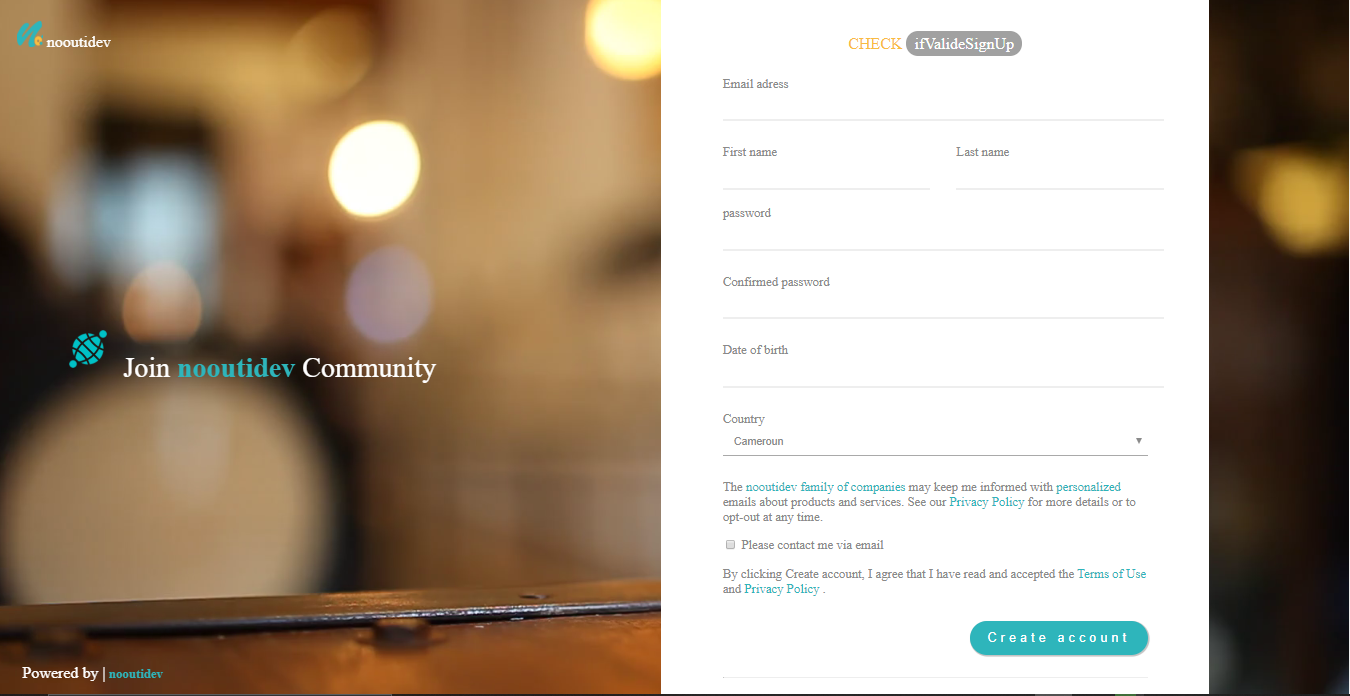 nooutidev
CHECK ifValideSignUp
Email adress
First name Last name
password
Confirmed password
Date of birth
Join nooutidev Community
Country
Cameroun
The nooutidev family of companies may keep me informed with personalized
emails about products and services. See our Privacy Policy for more details or to
opt-out at any time.
Please contact me via email
By clicking Create account, I agree that I have read and accepted the Terms of Use
and Privacy Policy .
Create account
Powered by | nooutidev